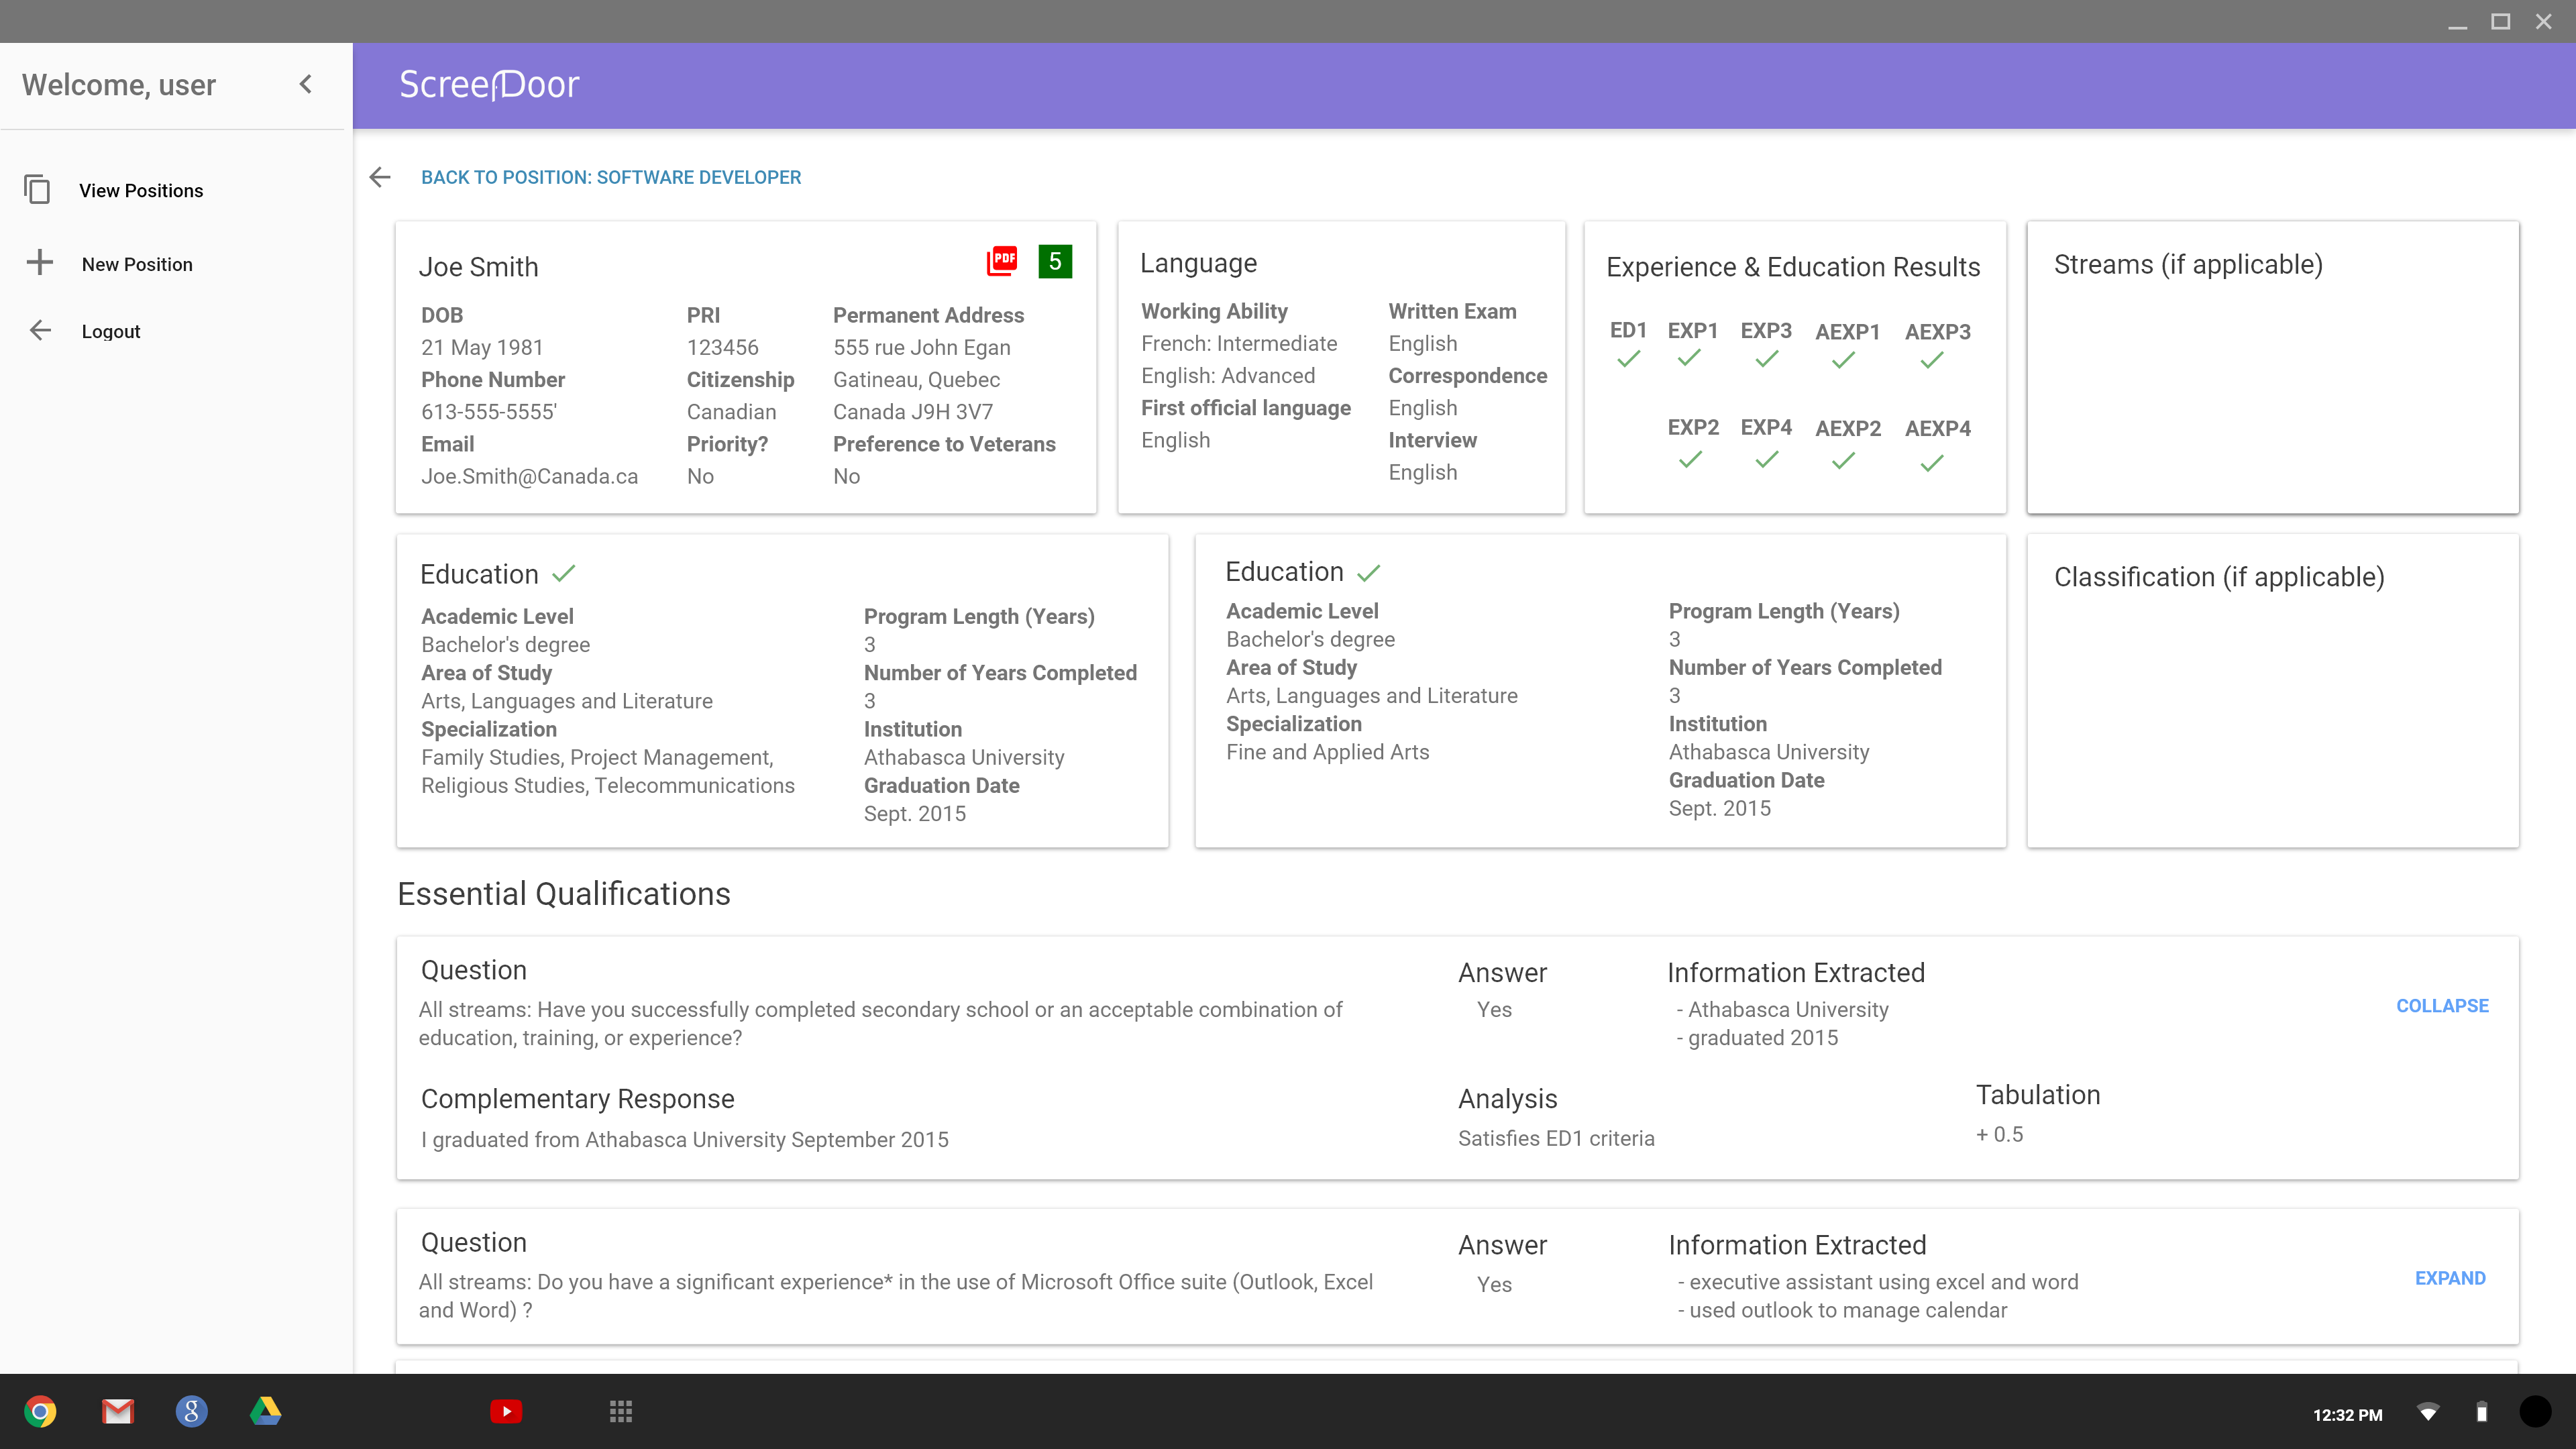 Welcome, user
ScreenDoor
View Positions
New Position
Logout
BACK TO POSITION: SOFTWARE DEVELOPER
Joe Smith
PDF
5
DOB
21 May 1981
Phone Number
613-555-5555'
Email
Joe.Smith@Canada.ca
PRI
123456
Citizenship
Canadian
Priority?
No
Permanent Address
555 rue John Egan
Gatineau, Quebec
Canada J9H 3V7
Preference to Veterans
No
Language
Working Ability
French: Intermediate
English: Advanced
First official language
English
Written Exam
English
Correspondence
English
Interview
English
Experience & Education Results
ED1 EXP1 EXP3 AEXP1 AEXP3
EXP2 EXP4 AEXP2 AEXP4
Streams (if applicable)
Education
Academic Level
Bachelor's degree
Area of Study
Arts, Languages and Literature
Specialization
Family Studies, Project Management,
Religious Studies, Telecommunications
Program Length (Years)
3
Number of Years Completed
3
Institution
Athabasca University
Graduation Date
Sept. 2015
Education
Academic Level
Bachelor's degree
Area of Study
Arts, Languages and Literature
Specialization
Fine and Applied Arts
Program Length (Years)
3
Number of Years Completed
3
Institution
Athabasca University
Graduation Date
Sept. 2015
Classification (if applicable)
Essential Qualifications
Question
All streams: Have you successfully completed secondary school or an acceptable combination of
education, training, or experience?
Answer
Yes
Information Extracted
- Athabasca University
- graduated 2015
COLLAPSE
Complementary Response
I graduated from Athabasca University September 2015
Analysis
Satisfies ED1 criteria
Tabulation
+ 0.5
Question
All streams: Do you have a significant experience* in the use of Microsoft Office suite (Outlook, Excel
and Word) ?
Answer
Yes
Information Extracted
- executive assistant using excel and word
- used outlook to manage calendar
EXPAND
g
12:32 PM